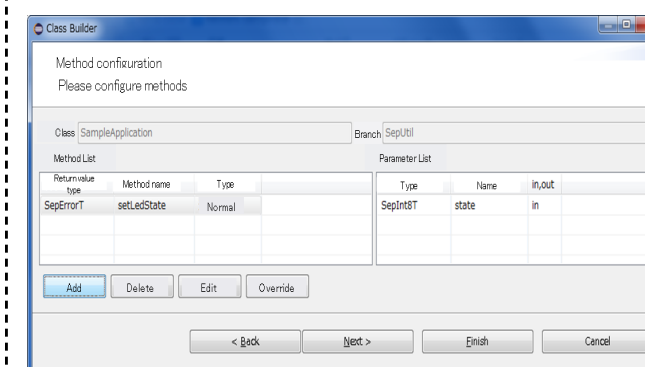 Class Builder
Method configuration
Please configure methods
Class SampleApplication Branch SepUtil
Method List Parameter List
Return value type Method name Type Type Name in,out
SepErrorT setLedState Normal SepInt8T state in
Add Delete Edit Override
< Back Next > Finish Cancel